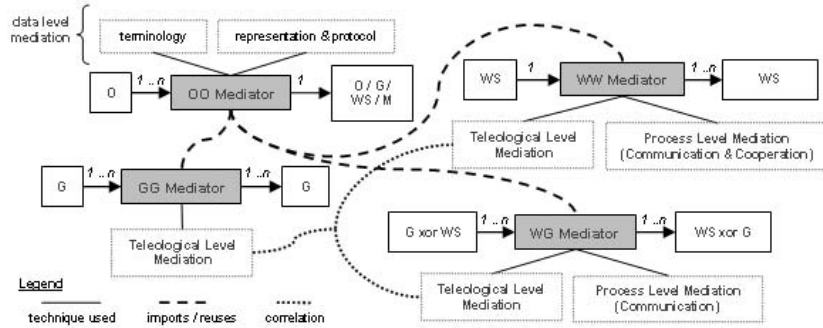 data level
mediation
terminology
representation & protocol
O
1 ..n
OO Mediator
1
O / G /
WS / M
WS
1
WW Mediator
1 ..n
WS
Teleological Level
Mediation
Process Level Mediation
(Communication & Cooperation)
G
1 ..n
GG Mediator
1 ..n
G
Teleological Level
Mediation
G xor WS
1 ..n
WG Mediator
1 ..n
WS xor G
Teleological Level
Mediation
Process Level Mediation
(Communication)
Legend
technique used
imports / reuses
correlation